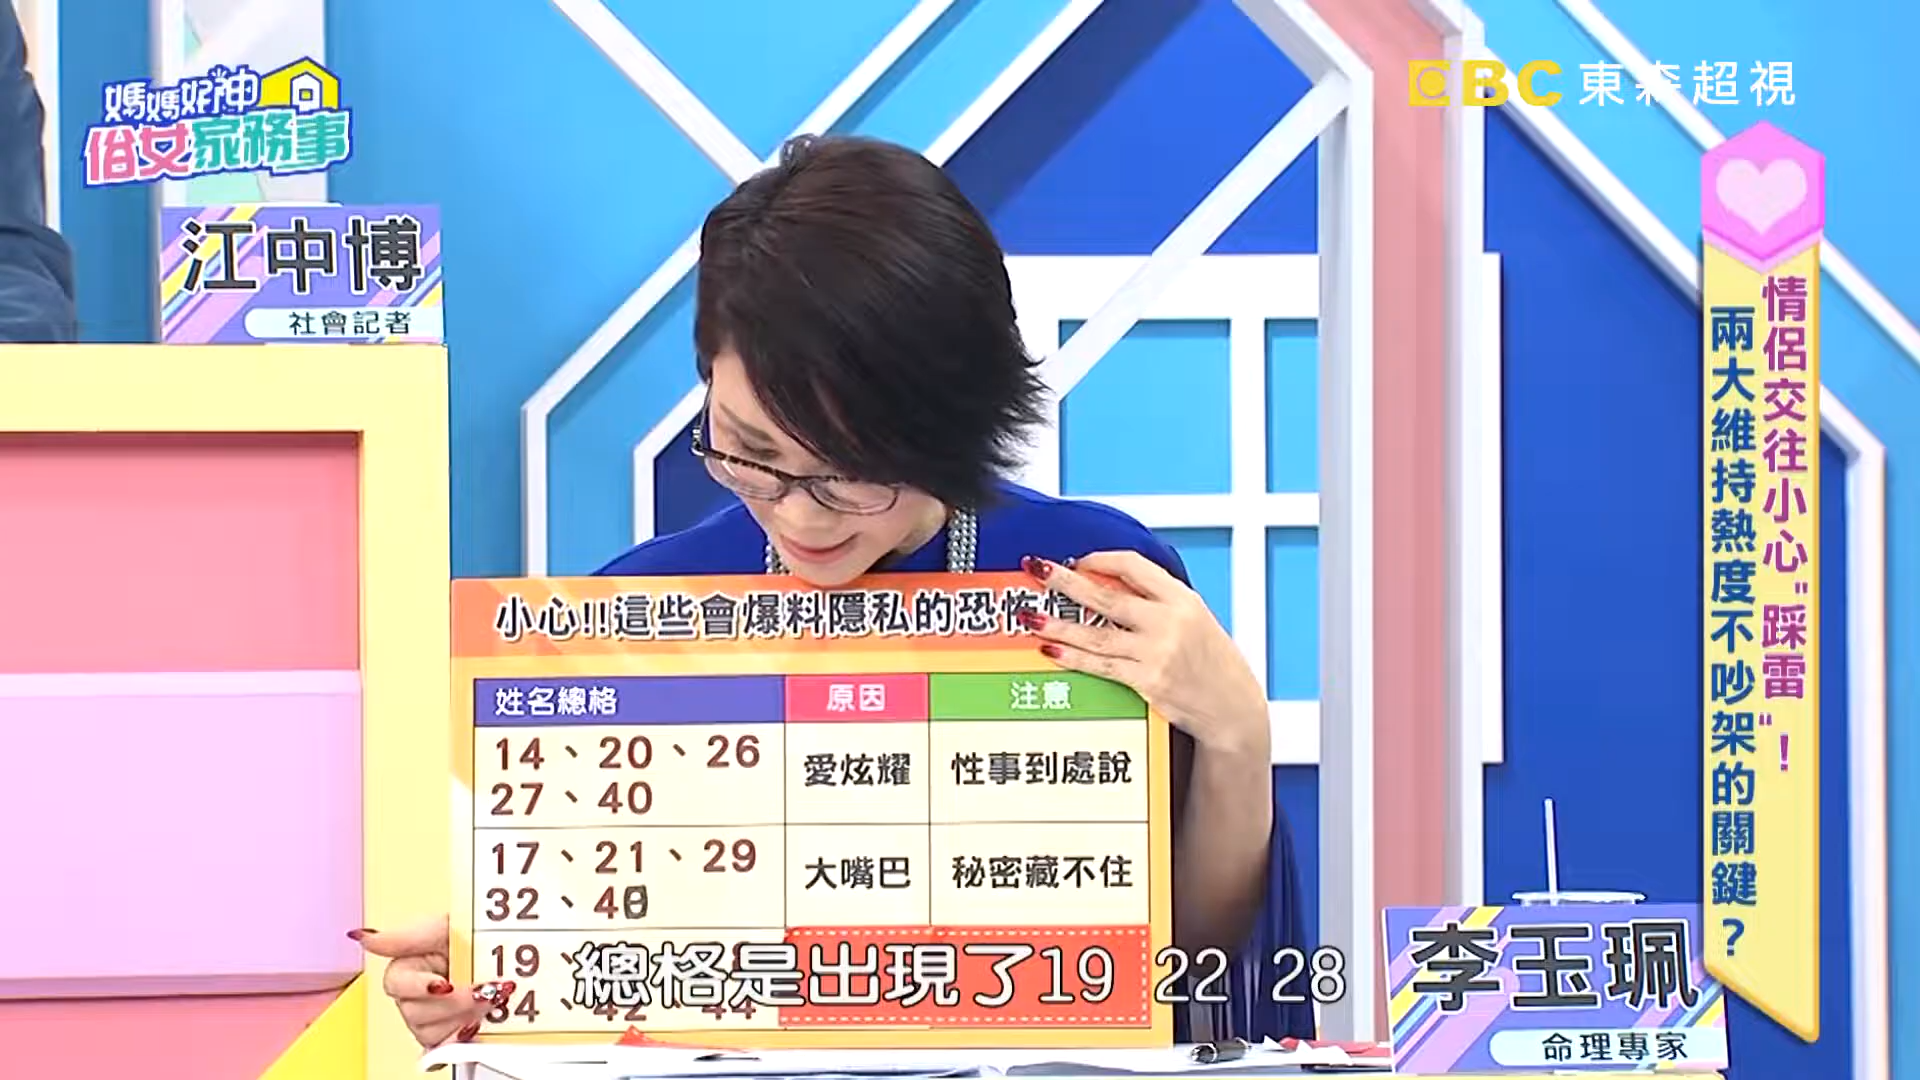 媽媽好神
俗女家務事
EBC 東森超視
江中博
社會記者
情侶交往小心"踩雷"！
兩大維持熱度不吵架的關鍵？
小心!!這些會爆料隱私的恐怖情
姓名總格
原因
注意
14、20、26
27、40
愛炫耀
性事到處說
17、21、29
32、4
大嘴巴
秘密藏不住
19、
34、42、44
總格是出現了19 22 28
李玉珮
命理專家